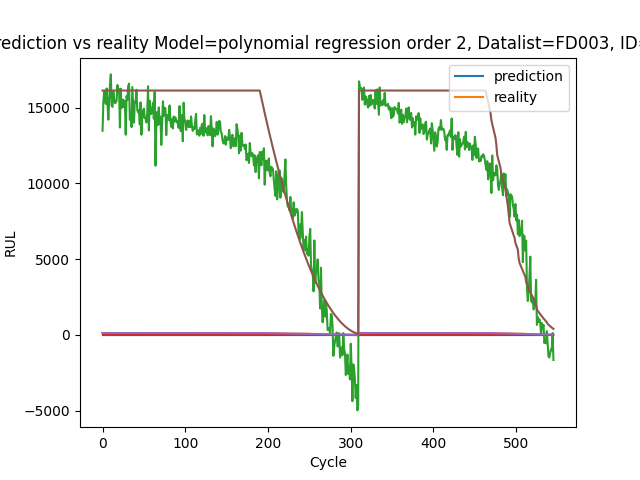 rediction vs reality Model=polynomial regression order 2, Datalist=FD003, ID=
prediction
reality
15000
10000
5000
0
−5000
RUL
0 100 200 300 400 500
Cycle